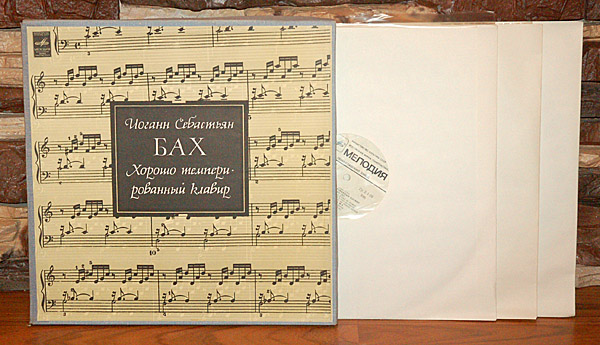 Иоганн Себастьян
БАХ
Хорошо темпери-
рованный клавир
МЕЛОДИЯ